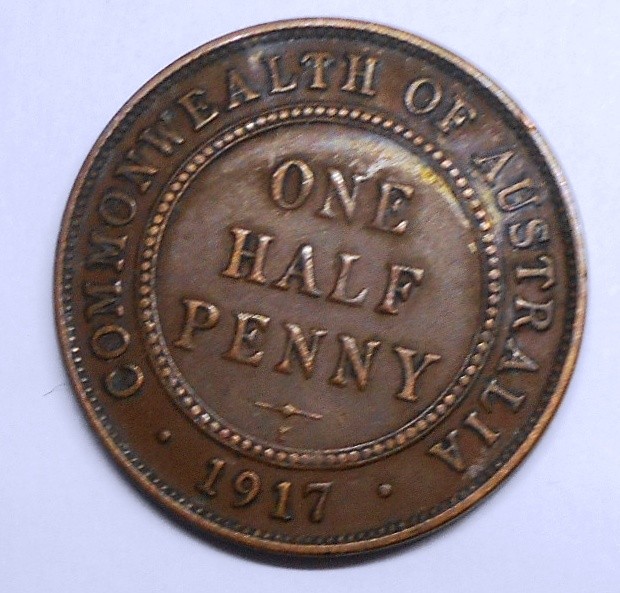 COMMONWEALTH OF AUSTRALIA
ONE
HALF
PENNY
I
1917